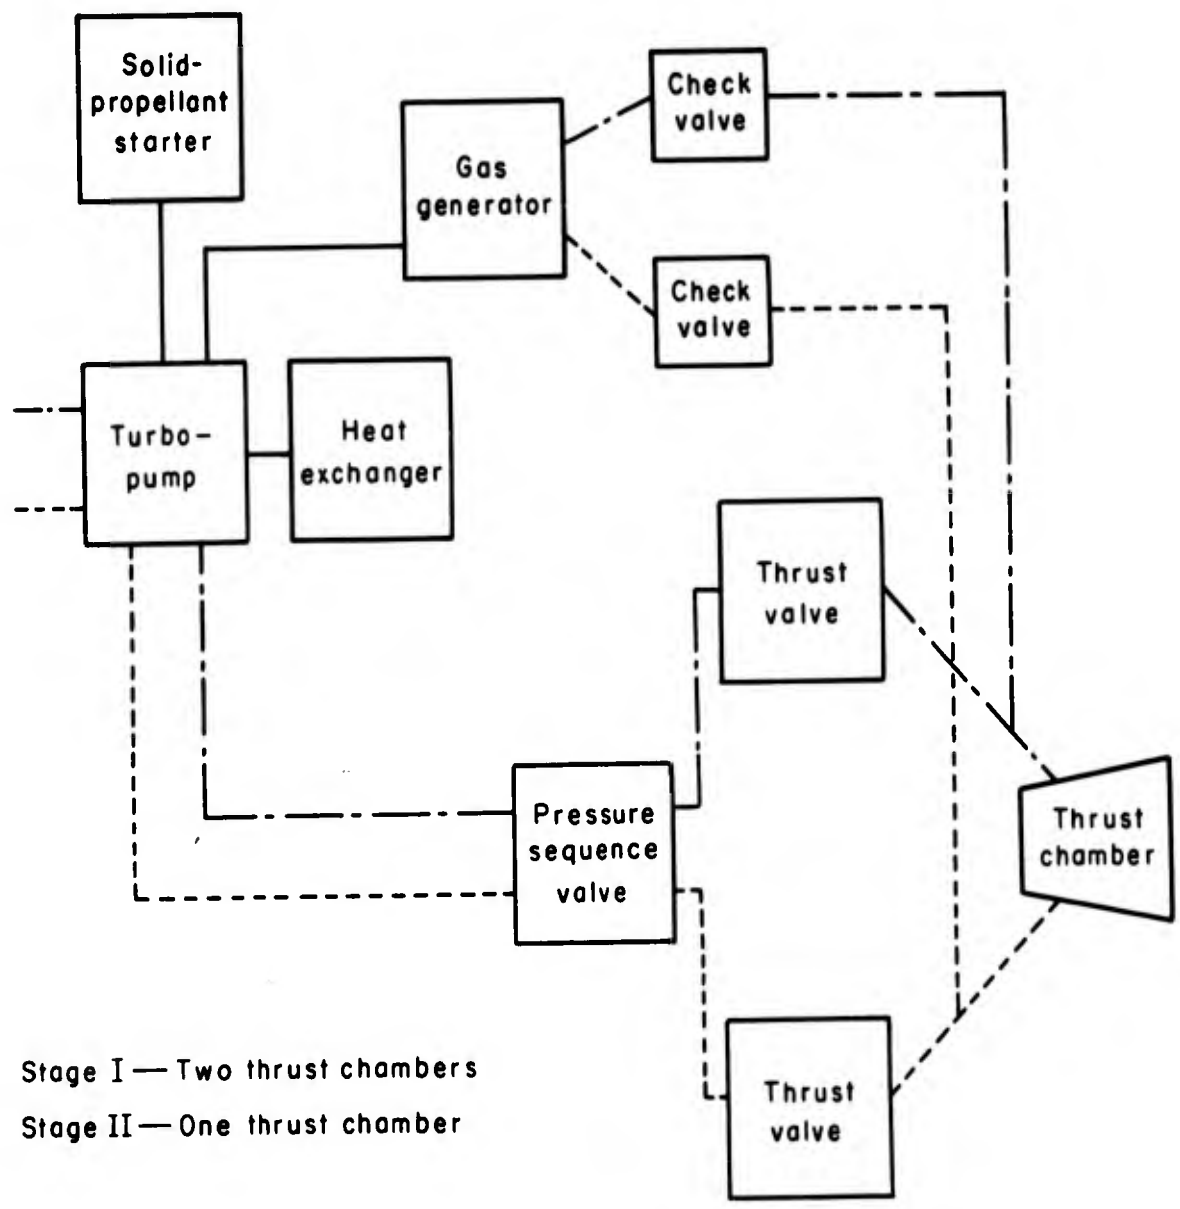 Solid-
propellant
starter
Gas
generator
Check
valve
Check
valve
Turbo-
pump
Heat
exchanger
Thrust
valve
Pressure
sequence
valve
Thrust
chamber
Thrust
valve
Stage I — Two thrust chambers
Stage II — One thrust chamber